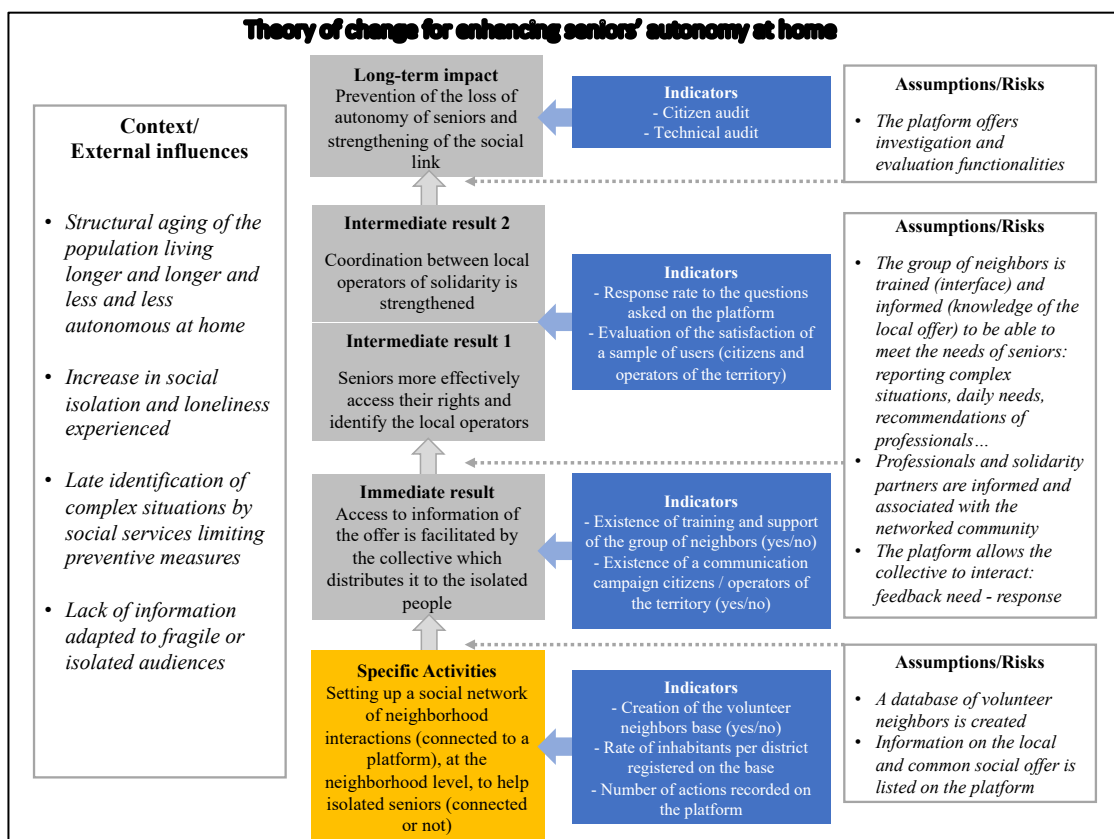 Theory of change for enhancing seniors' autonomy at home
Context/
External influences
• Structural aging of the
population living
longer and longer and
less and less
autonomous at home
• Increase in social
isolation and loneliness
experienced
• Late identification of
complex situations by
social services limiting
preventive measures
• Lack of information
adapted to fragile or
isolated audiences
Long-term impact
Prevention of the loss of
autonomy of seniors and
strengthening of the social
link
Indicators
- Citizen audit
- Technical audit
Assumptions/Risks
• The platform offers
investigation and
evaluation functionalities
Intermediate result 2
Coordination between local
operators of solidarity is
strengthened
Intermediate result 1
Seniors more effectively
access their rights and
identify the local operators
Indicators
- Response rate to the questions
asked on the platform
- Evaluation of the satisfaction of
a sample of users (citizens and
operators of the territory)
Assumptions/Risks
• The group of neighbors is
trained (interface) and
informed (knowledge of the
local offer) to be able to
meet the needs of seniors:
reporting complex
situations, daily needs,
recommendations of
professionals…
• Professionals and solidarity
partners are informed and
associated with the
networked community
• The platform allows the
collective to interact:
feedback need - response
Immediate result
Access to information of
the offer is facilitated by
the collective which
distributes it to the isolated
people
Indicators
- Existence of training and support
of the group of neighbors (yes/no)
- Existence of a communication
campaign citizens / operators of
the territory (yes/no)
Specific Activities
Setting up a social network
of neighborhood
interactions (connected to a
platform), at the
neighborhood level, to help
isolated seniors (connected
or not)
Indicators
- Creation of the volunteer
neighbors base (yes/no)
- Rate of inhabitants per district
registered on the base
- Number of actions recorded on
the platform
Assumptions/Risks
• A database of volunteer
neighbors is created
• Information on the local
and common social offer is
listed on the platform